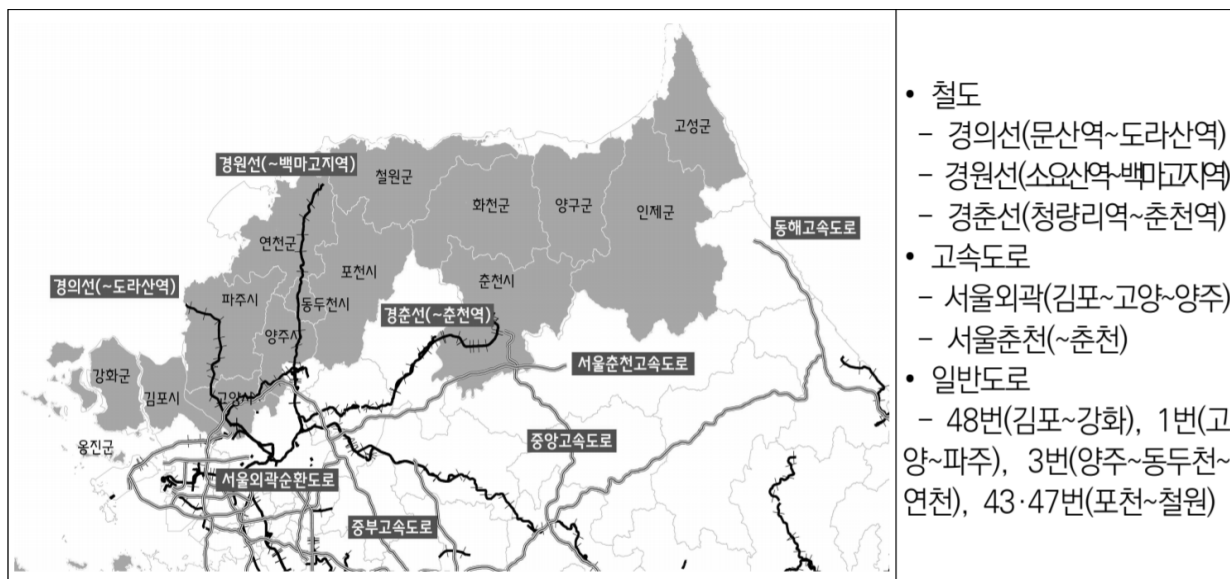 고성군
경원선(~백마고지역)
철원군
화천군
양구군
인제군
동해고속도로
연천군
포천시
춘천시
경의선(~도라산역)
파주시
동두천시
경춘선(~춘천역)
양주시
서울춘천고속도로
강화군
김포시
고양시
옹진군
중앙고속도로
서울외곽순환도로
중부고속도로
• 철도
- 경의선(문산역~도라산역)
- 경원선(소요산역~백마고지역)
- 경춘선(청량리역~춘천역)
• 고속도로
- 서울외곽(김포~고양~양주)
- 서울춘천(~춘천)
• 일반도로
- 48번(김포~강화), 1번(고
양~파주), 3번(양주~동두천~
연천), 43·47번(포천~철원)